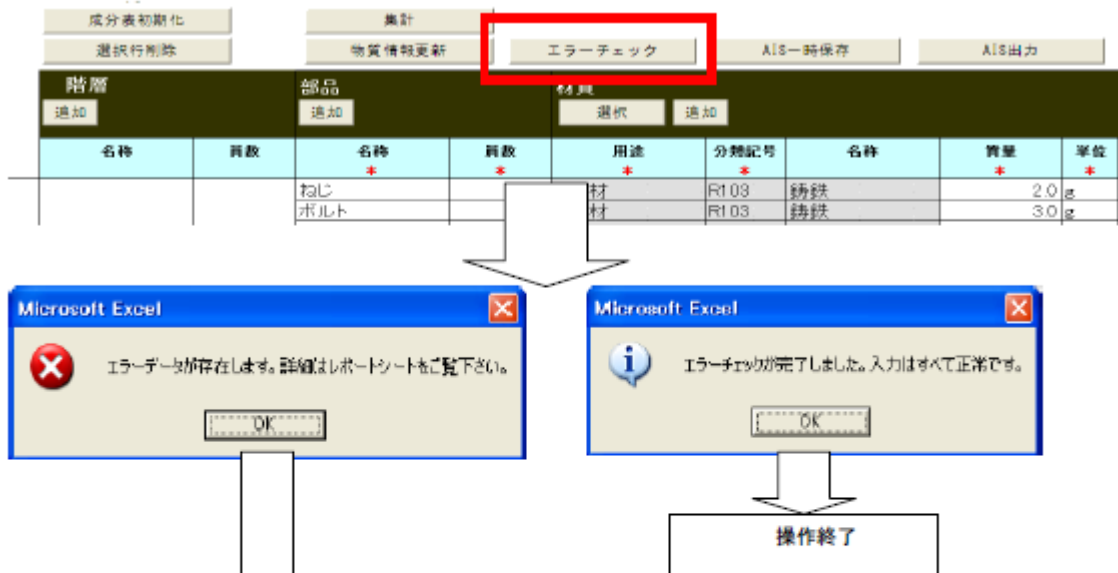 成分表初期化 集計
選択行削除 物質情報更新 エラーチェック AIS一時保存 AIS出力
階層 部品 材質
追加 追加 選択 追加
名称 員数 名称 員数 用途 分類記号 名称 質量 単位
* * * * * *
ねじ 材 R103 鋳鉄 2.0 g
ボルト 材 R103 鋳鉄 3.0 g
Microsoft Excel Microsoft Excel
エラーデータが存在します。詳細はレポートシートをご覧下さい。 エラーチェックが完了しました。入力はすべて正常です。
OK OK
操作終了